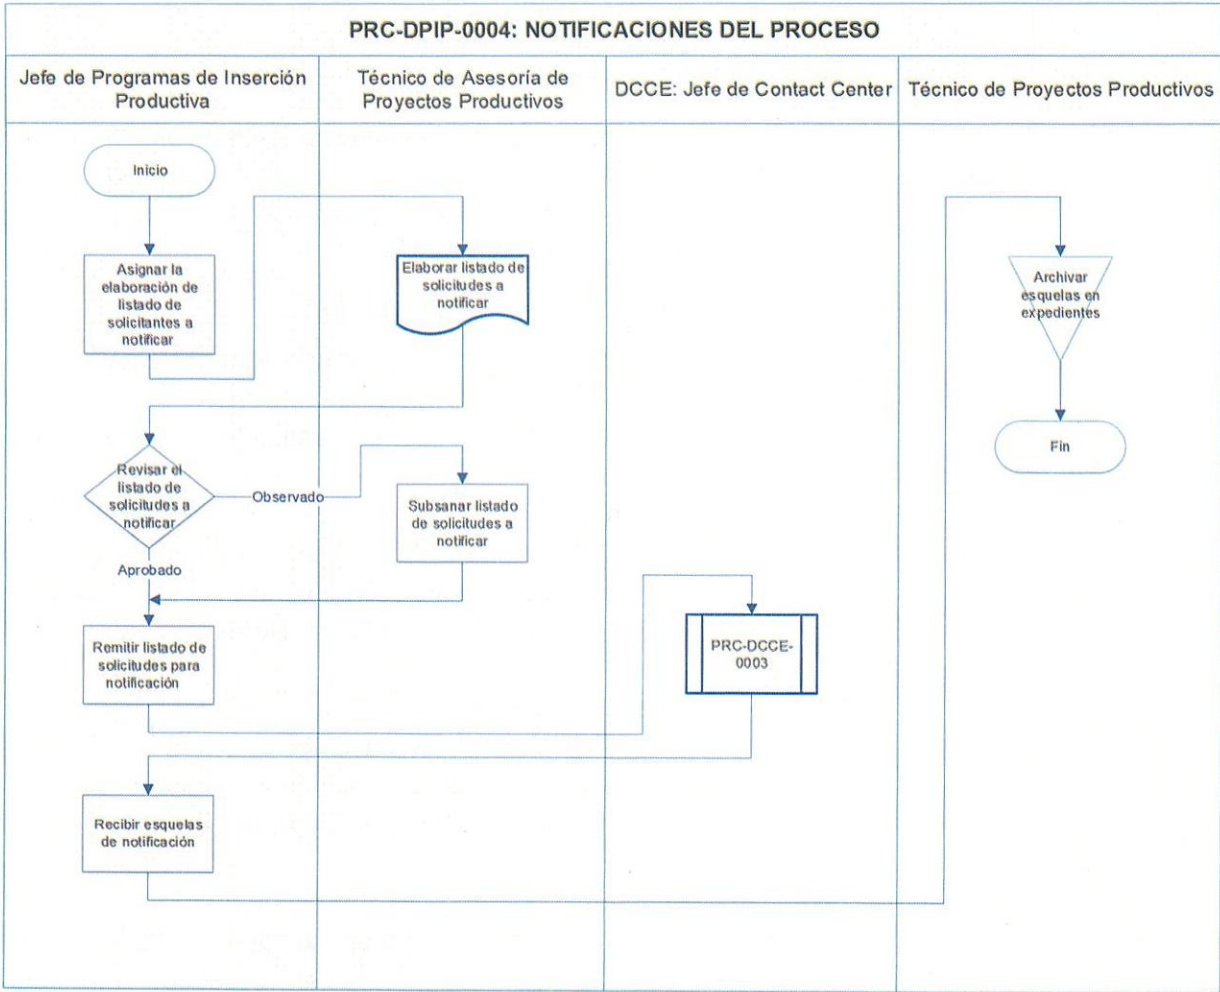 PRC-DPIP-0004: NOTIFICACIONES DEL PROCESO
Jefe de Programas de Inserción
Productiva
Técnico de Asesoría de
Proyectos Productivos
DCCE: Jefe de Contact Center
Técnico de Proyectos Productivos
Inicio
Asignar la
elaboración de
listado de
solicitantes a
notificar
Elaborar listado de
solicitudes a
notificar
Archivar
esquelas en
expedientes
Fin
Revisar el
listado de
solicitudes a
notificar
Observado
Subsanar listado
de solicitudes a
notificar
Aprobado
Remitir listado de
solicitudes para
notificación
PRC-DCCE-
0003
Recibir esquelas
de notificación